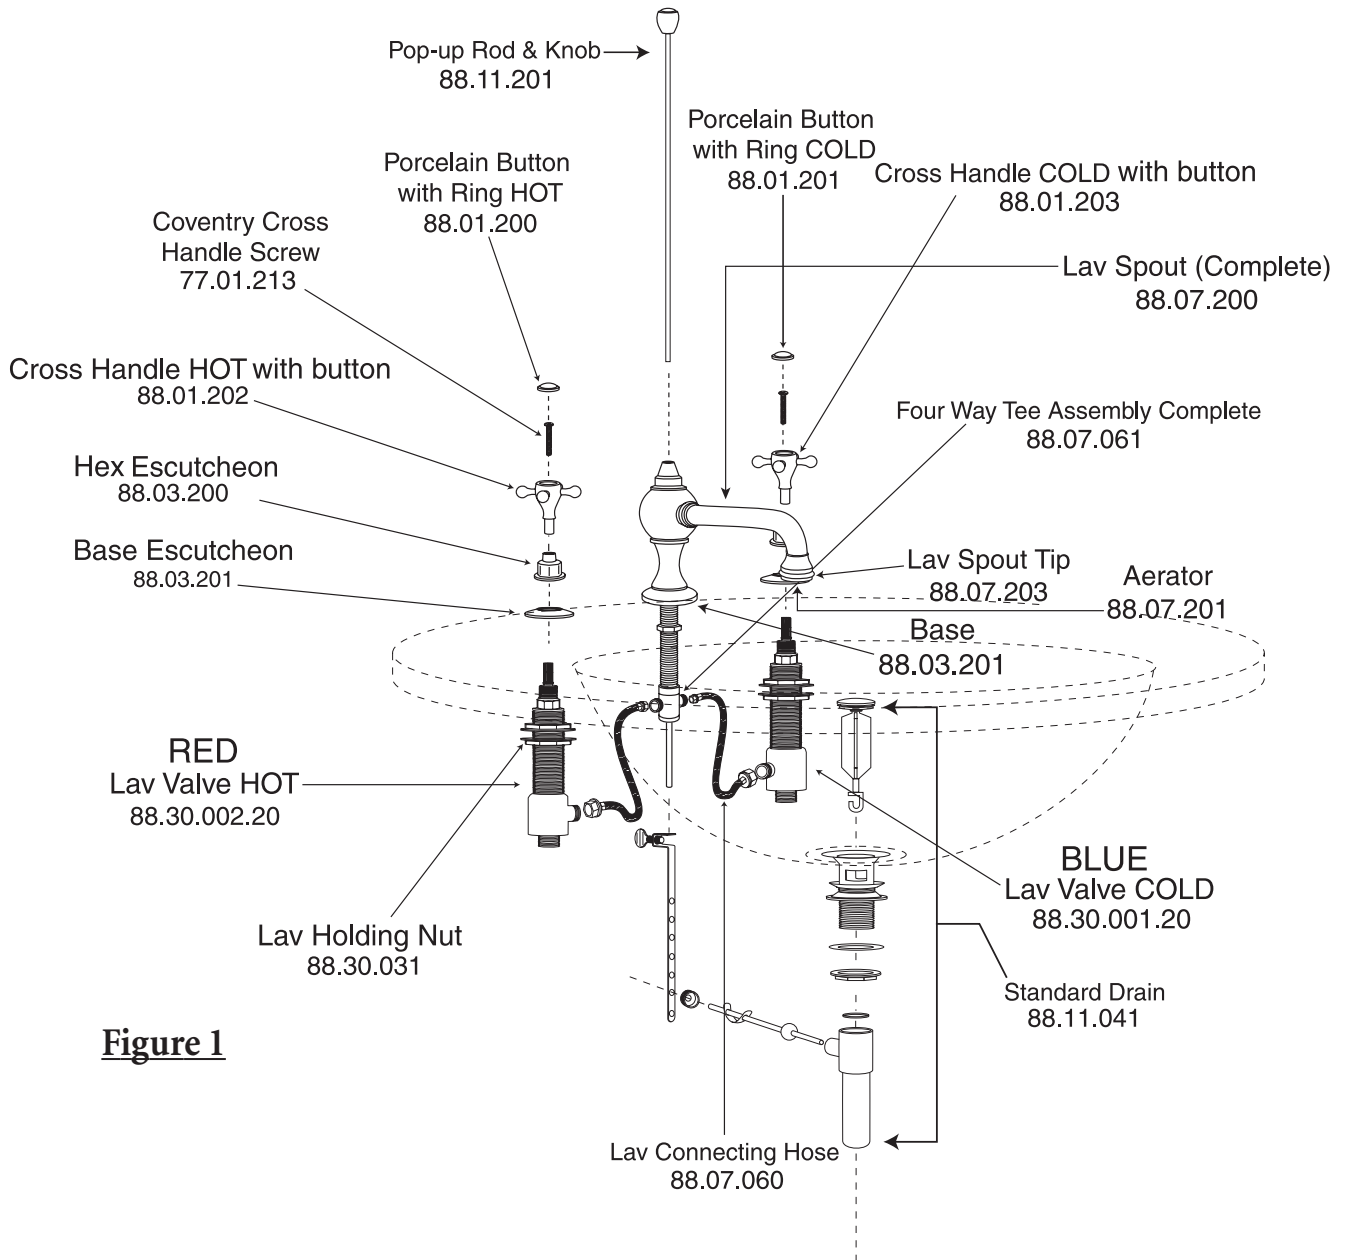 Pop-up Rod & Knob
88.11.201
Porcelain Button
with Ring COLD
88.01.201
Porcelain Button
with Ring HOT
88.01.200
Cross Handle COLD with button
88.01.203
Coventry Cross
Handle Screw
77.01.213
Lav Spout (Complete)
88.07.200
Cross Handle HOT with button
88.01.202
Four Way Tee Assembly Complete
88.07.061
Hex Escutcheon
88.03.200
Base Escutcheon
88.03.201
Lav Spout Tip
88.07.203
Aerator
88.07.201
Base
88.03.201
RED
Lav Valve HOT
88.30.002.20
BLUE
Lav Valve COLD
88.30.001.20
Lav Holding Nut
88.30.031
Standard Drain
88.11.041
Figure 1
Lav Connecting Hose
88.07.060